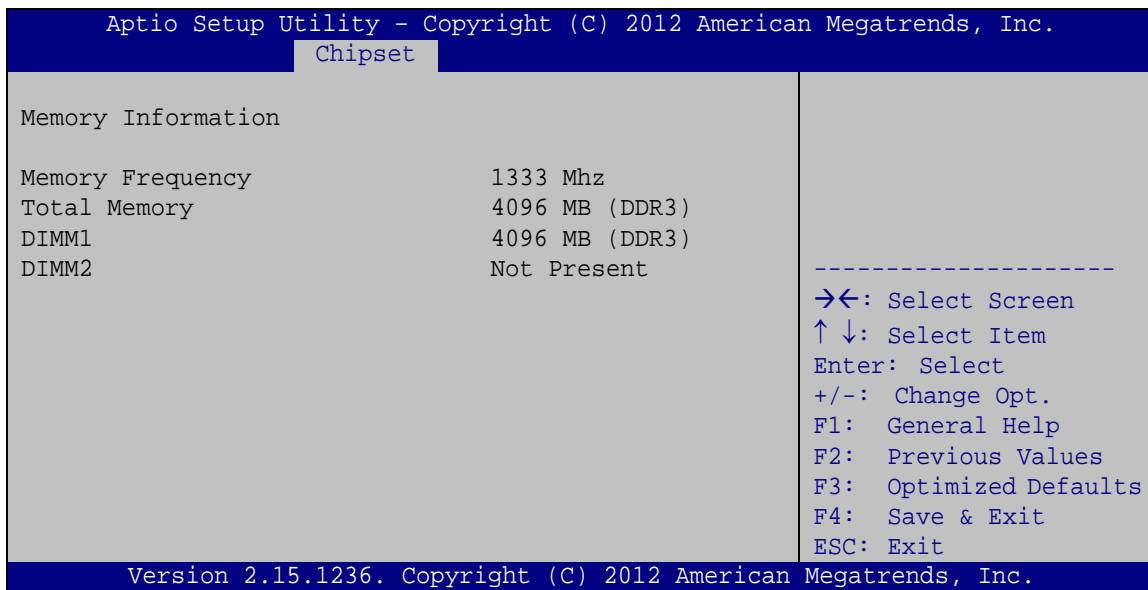 Aptio Setup Utility – Copyright (C) 2012 American Megatrends, Inc.
Chipset
Memory Information
Memory Frequency 1333 Mhz
Total Memory 4096 MB (DDR3)
DIMM1 4096 MB (DDR3)
DIMM2 Not Present
---------------------
→←: Select Screen
↑ ↓: Select Item
Enter: Select
+/-: Change Opt.
F1: General Help
F2: Previous Values
F3: Optimized Defaults
F4: Save & Exit
ESC: Exit
Version 2.15.1236. Copyright (C) 2012 American Megatrends, Inc.